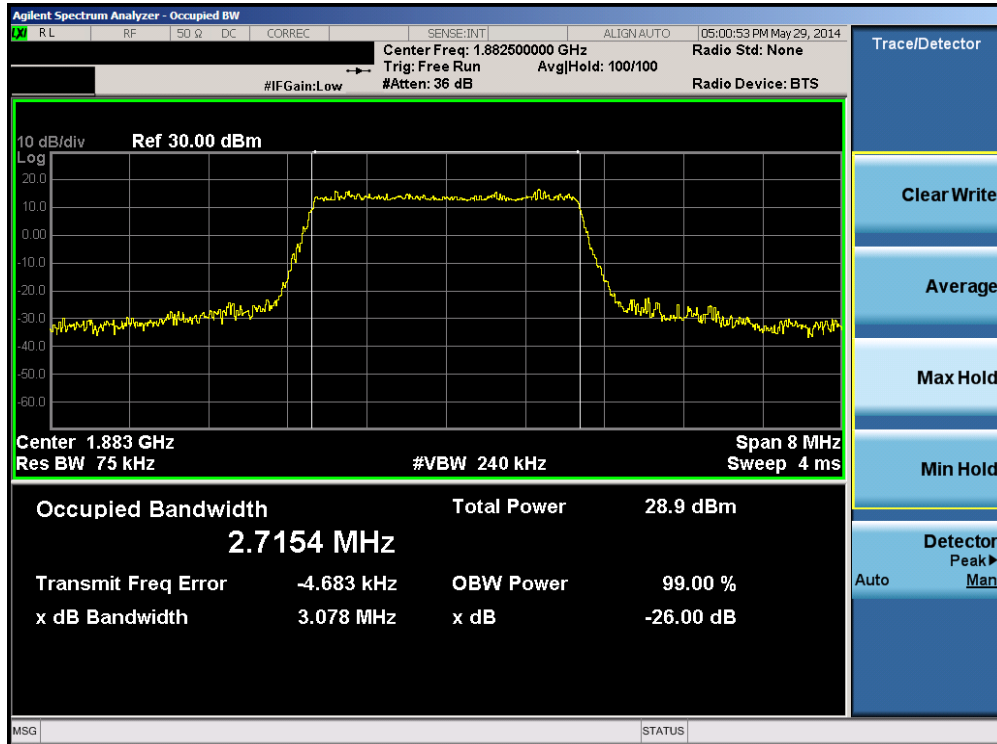 Agilent Spectrum Analyzer - Occupied BW
LXI RL RF 50 Ω DC CORREC SENSE:INT ALIGN AUTO 05:00:53 PM May 29, 2014
Center Freq: 1.882500000 GHz Radio Std: None
Trig: Free Run Avg|Hold: 100/100
#IFGain:Low #Atten: 36 dB Radio Device: BTS
10 dB/div Ref 30.00 dBm
Log
20.0
10.0
0.00
-10.0
-20.0
-30.0
-40.0
-50.0
-60.0
Center 1.883 GHz Span 8 MHz
Res BW 75 kHz #VBW 240 kHz Sweep 4 ms
Occupied Bandwidth Total Power 28.9 dBm
2.7154 MHz
Transmit Freq Error -4.683 kHz OBW Power 99.00 %
x dB Bandwidth 3.078 MHz x dB -26.00 dB
MSG STATUS
Trace/Detector
Clear Write
Average
Max Hold
Min Hold
Detector
Peak▶
Auto Man